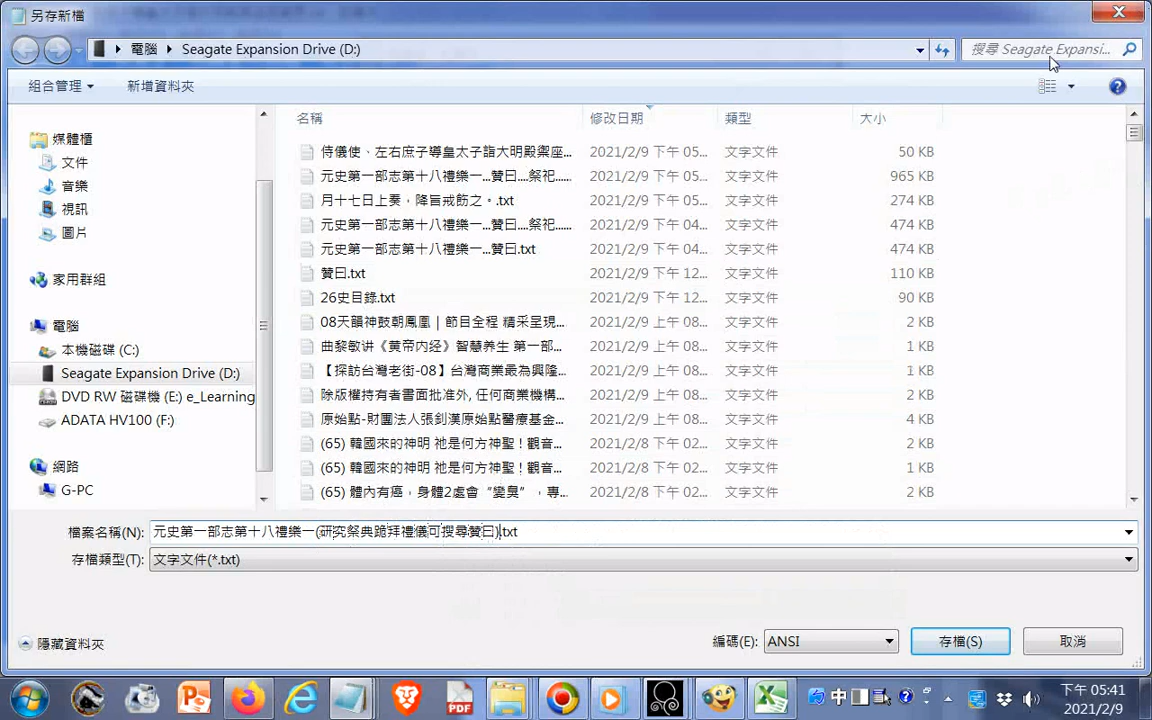 另存新檔
電腦 Seagate Expansion Drive (D:)
搜尋 Seagate Expansi...
組合管理 新增資料夾
媒體櫃
文件
音樂
視訊
圖片
家用群組
電腦
本機磁碟 (C:)
Seagate Expansion Drive (D:)
DVD RW 磁碟機 (E:) e_Learning
ADATA HV100 (F:)
網路
G-PC
名稱 修改日期 類型 大小
侍儀使、左右庶子導皇太子詣大明殿禦座... 2021/2/9 下午 05... 文字文件 50 KB
元史第一部志第十八禮樂一...贊曰....祭祀...... 2021/2/9 下午 05... 文字文件 965 KB
月十七日上奏，降旨戒飭之。.txt 2021/2/9 下午 05... 文字文件 274 KB
元史第一部志第十八禮樂一...贊曰....祭祀...... 2021/2/9 下午 04... 文字文件 474 KB
元史第一部志第十八禮樂一...贊曰.txt 2021/2/9 下午 04... 文字文件 474 KB
贊曰.txt 2021/2/9 下午 12... 文字文件 110 KB
26史目錄.txt 2021/2/9 下午 12... 文字文件 90 KB
08天韻神鼓朝鳳凰 | 節目全程 精采呈現... 2021/2/9 上午 08... 文字文件 2 KB
曲黎敏讲《黄帝内经》智慧养生 第一部... 2021/2/9 上午 08... 文字文件 1 KB
【探訪台灣老街-08】台灣商業最為興隆... 2021/2/9 上午 08... 文字文件 1 KB
除版權持有者書面批准外, 任何商業機構... 2021/2/9 上午 08... 文字文件 2 KB
原始點-財團法人張釗漢原始點醫療基金... 2021/2/9 上午 08... 文字文件 4 KB
(65) 韓國來的神明 祂是何方神聖！觀音... 2021/2/8 下午 02... 文字文件 2 KB
(65) 韓國來的神明 祂是何方神聖！觀音... 2021/2/8 下午 02... 文字文件 1 KB
(65) 體內有癌，身體2處會“變臭”，專... 2021/2/8 下午 02... 文字文件 2 KB
檔案名稱(N): 元史第一部志第十八禮樂一(研究祭典跪拜禮儀可搜尋贊曰).txt
存檔類型(T): 文字文件(*.txt)
隱藏資料夾
編碼(E): ANSI 存檔(S) 取消
PDF
中
下午 05:41
2021/2/9